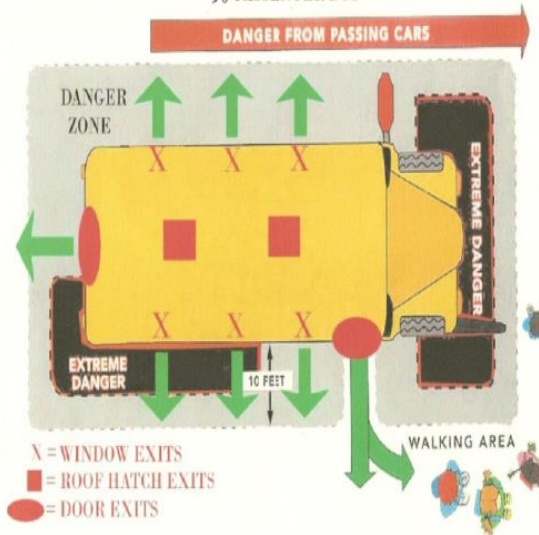 DANGER FROM PASSING CARS
DANGER
ZONE
EXTREME DANGER
EXTREME
DANGER
10 FEET
WALKING AREA
X = WINDOW EXITS
= ROOF HATCH EXITS
= DOOR EXITS
X X X
X X X